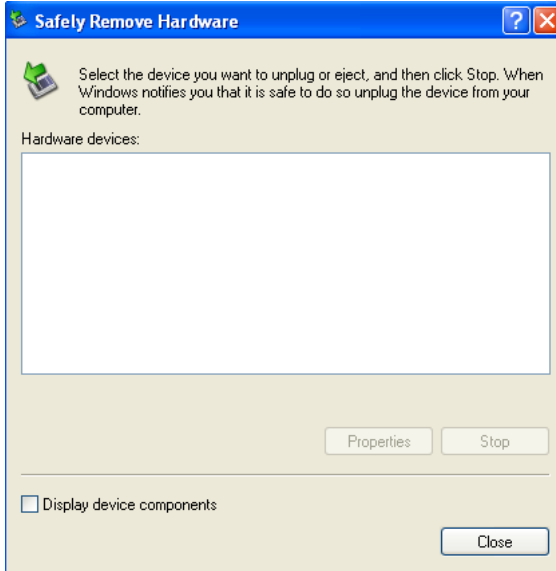 Safely Remove Hardware
Select the device you want to unplug or eject, and then click Stop. When
Windows notifies you that it is safe to do so unplug the device from your
computer.
Hardware devices:
Properties
Stop
Display device components
Close